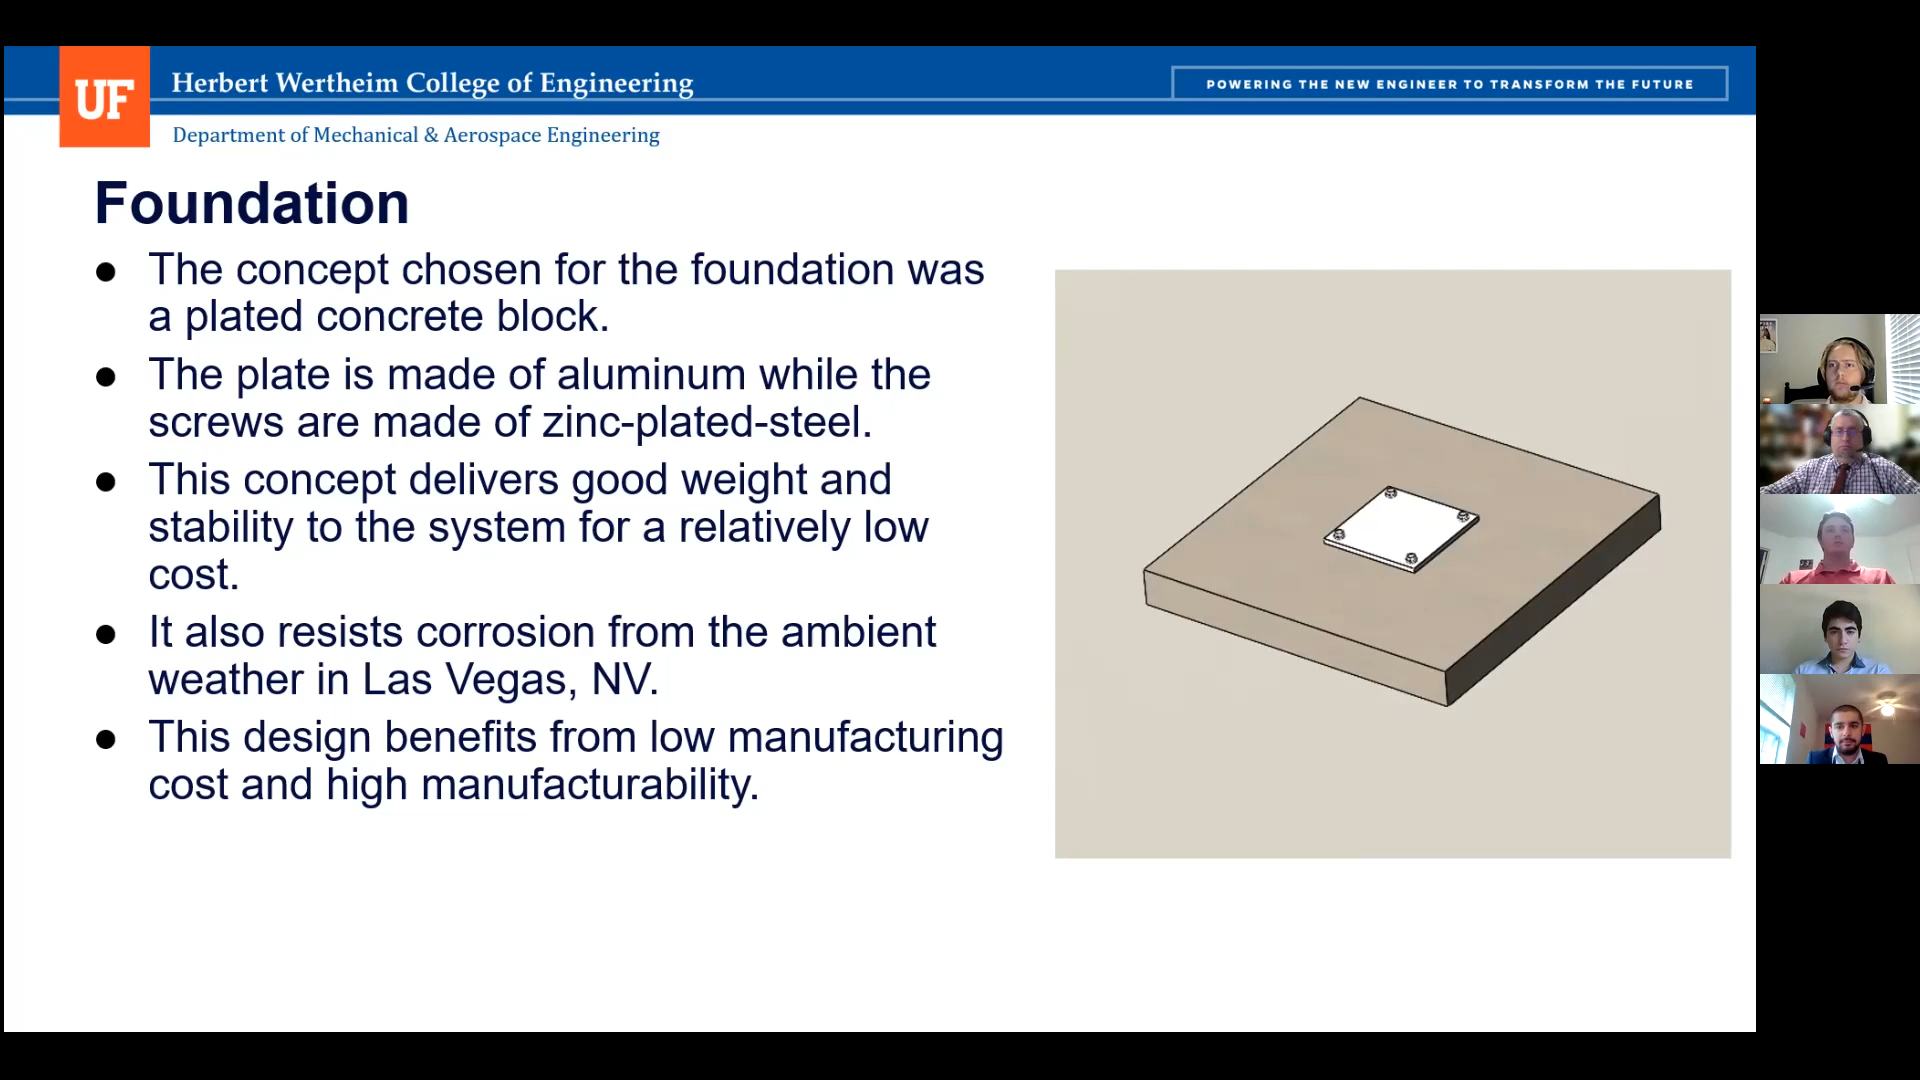 UF
Herbert Wertheim College of Engineering
POWERING THE NEW ENGINEER TO TRANSFORM THE FUTURE
Department of Mechanical & Aerospace Engineering
Foundation
● The concept chosen for the foundation was
a plated concrete block.
● The plate is made of aluminum while the
screws are made of zinc-plated-steel.
● This concept delivers good weight and
stability to the system for a relatively low
cost.
● It also resists corrosion from the ambient
weather in Las Vegas, NV.
● This design benefits from low manufacturing
cost and high manufacturability.